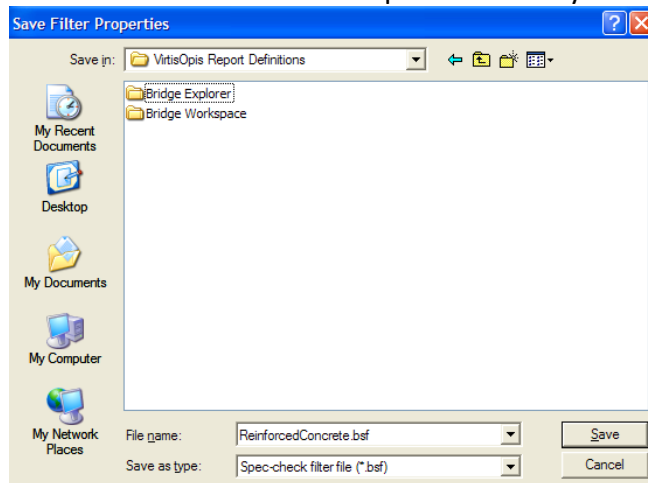 Save Filter Properties
Save in: VirtisOpis Report Definitions
Bridge Explorer
Bridge Workspace
My Recent
Documents
Desktop
My Documents
My Computer
My Network
Places
File name: ReinforcedConcrete.bsf
Save
Save as type: Spec-check filter file (*.bsf)
Cancel